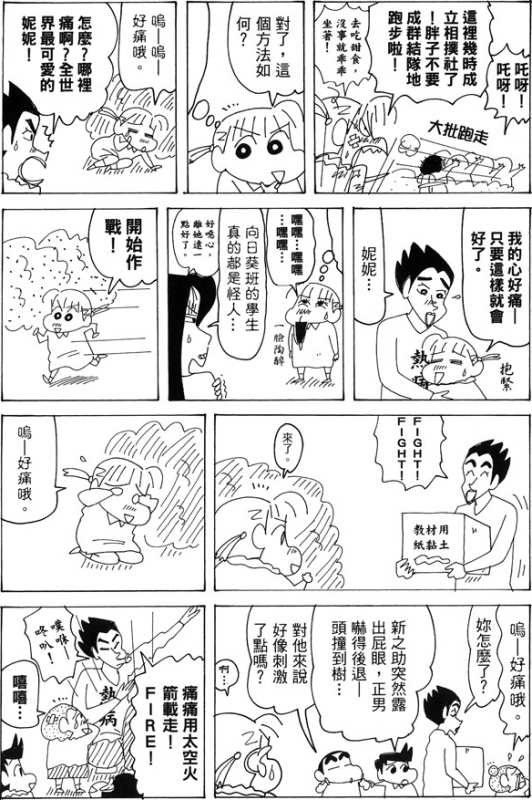 吒呀！
吒呀！
這裡幾時成
立相撲社了
！胖子不要
成群結隊地
跑步啦！
去吃甜食，
沒事就乖乖
坐著！
大批跑走
對了，這
個方法如
何？
嗚—嗚—
好痛哦。
怎麼？哪裡
痛啊？全世
界最可愛的
妮妮！
我的心好痛—
只要這樣就會
好了。
妮妮…
抱緊
熱病
嘿嘿…嘿嘿
…嘿嘿…
一臉陶醉
向日葵班的學生
真的都是怪人…
好噁心
離她遠一
點好了。
開始作
戰！
FIGHT！
FIGHT！
教材用
紙黏土
來了。
嗚—好痛哦。
嗚—好痛哦。
妳怎麼了？
新之助突然露
出屁眼，正男
嚇得後退—
頭撞到樹…
對他來說
好像刺激
了點嗎？
啊…
痛痛用太空火
箭載走！
FIRE！
熱病
噗咻
咚叭！
嘻嘻…